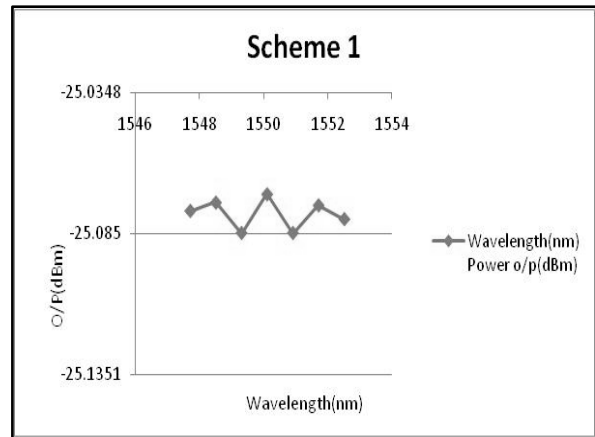 Scheme 1
-25.0348
1546 1548 1550 1552 1554
-25.085
-25.1351
O/P(dBm)
Wavelength(nm)
Wavelength(nm)
Power o/p(dBm)